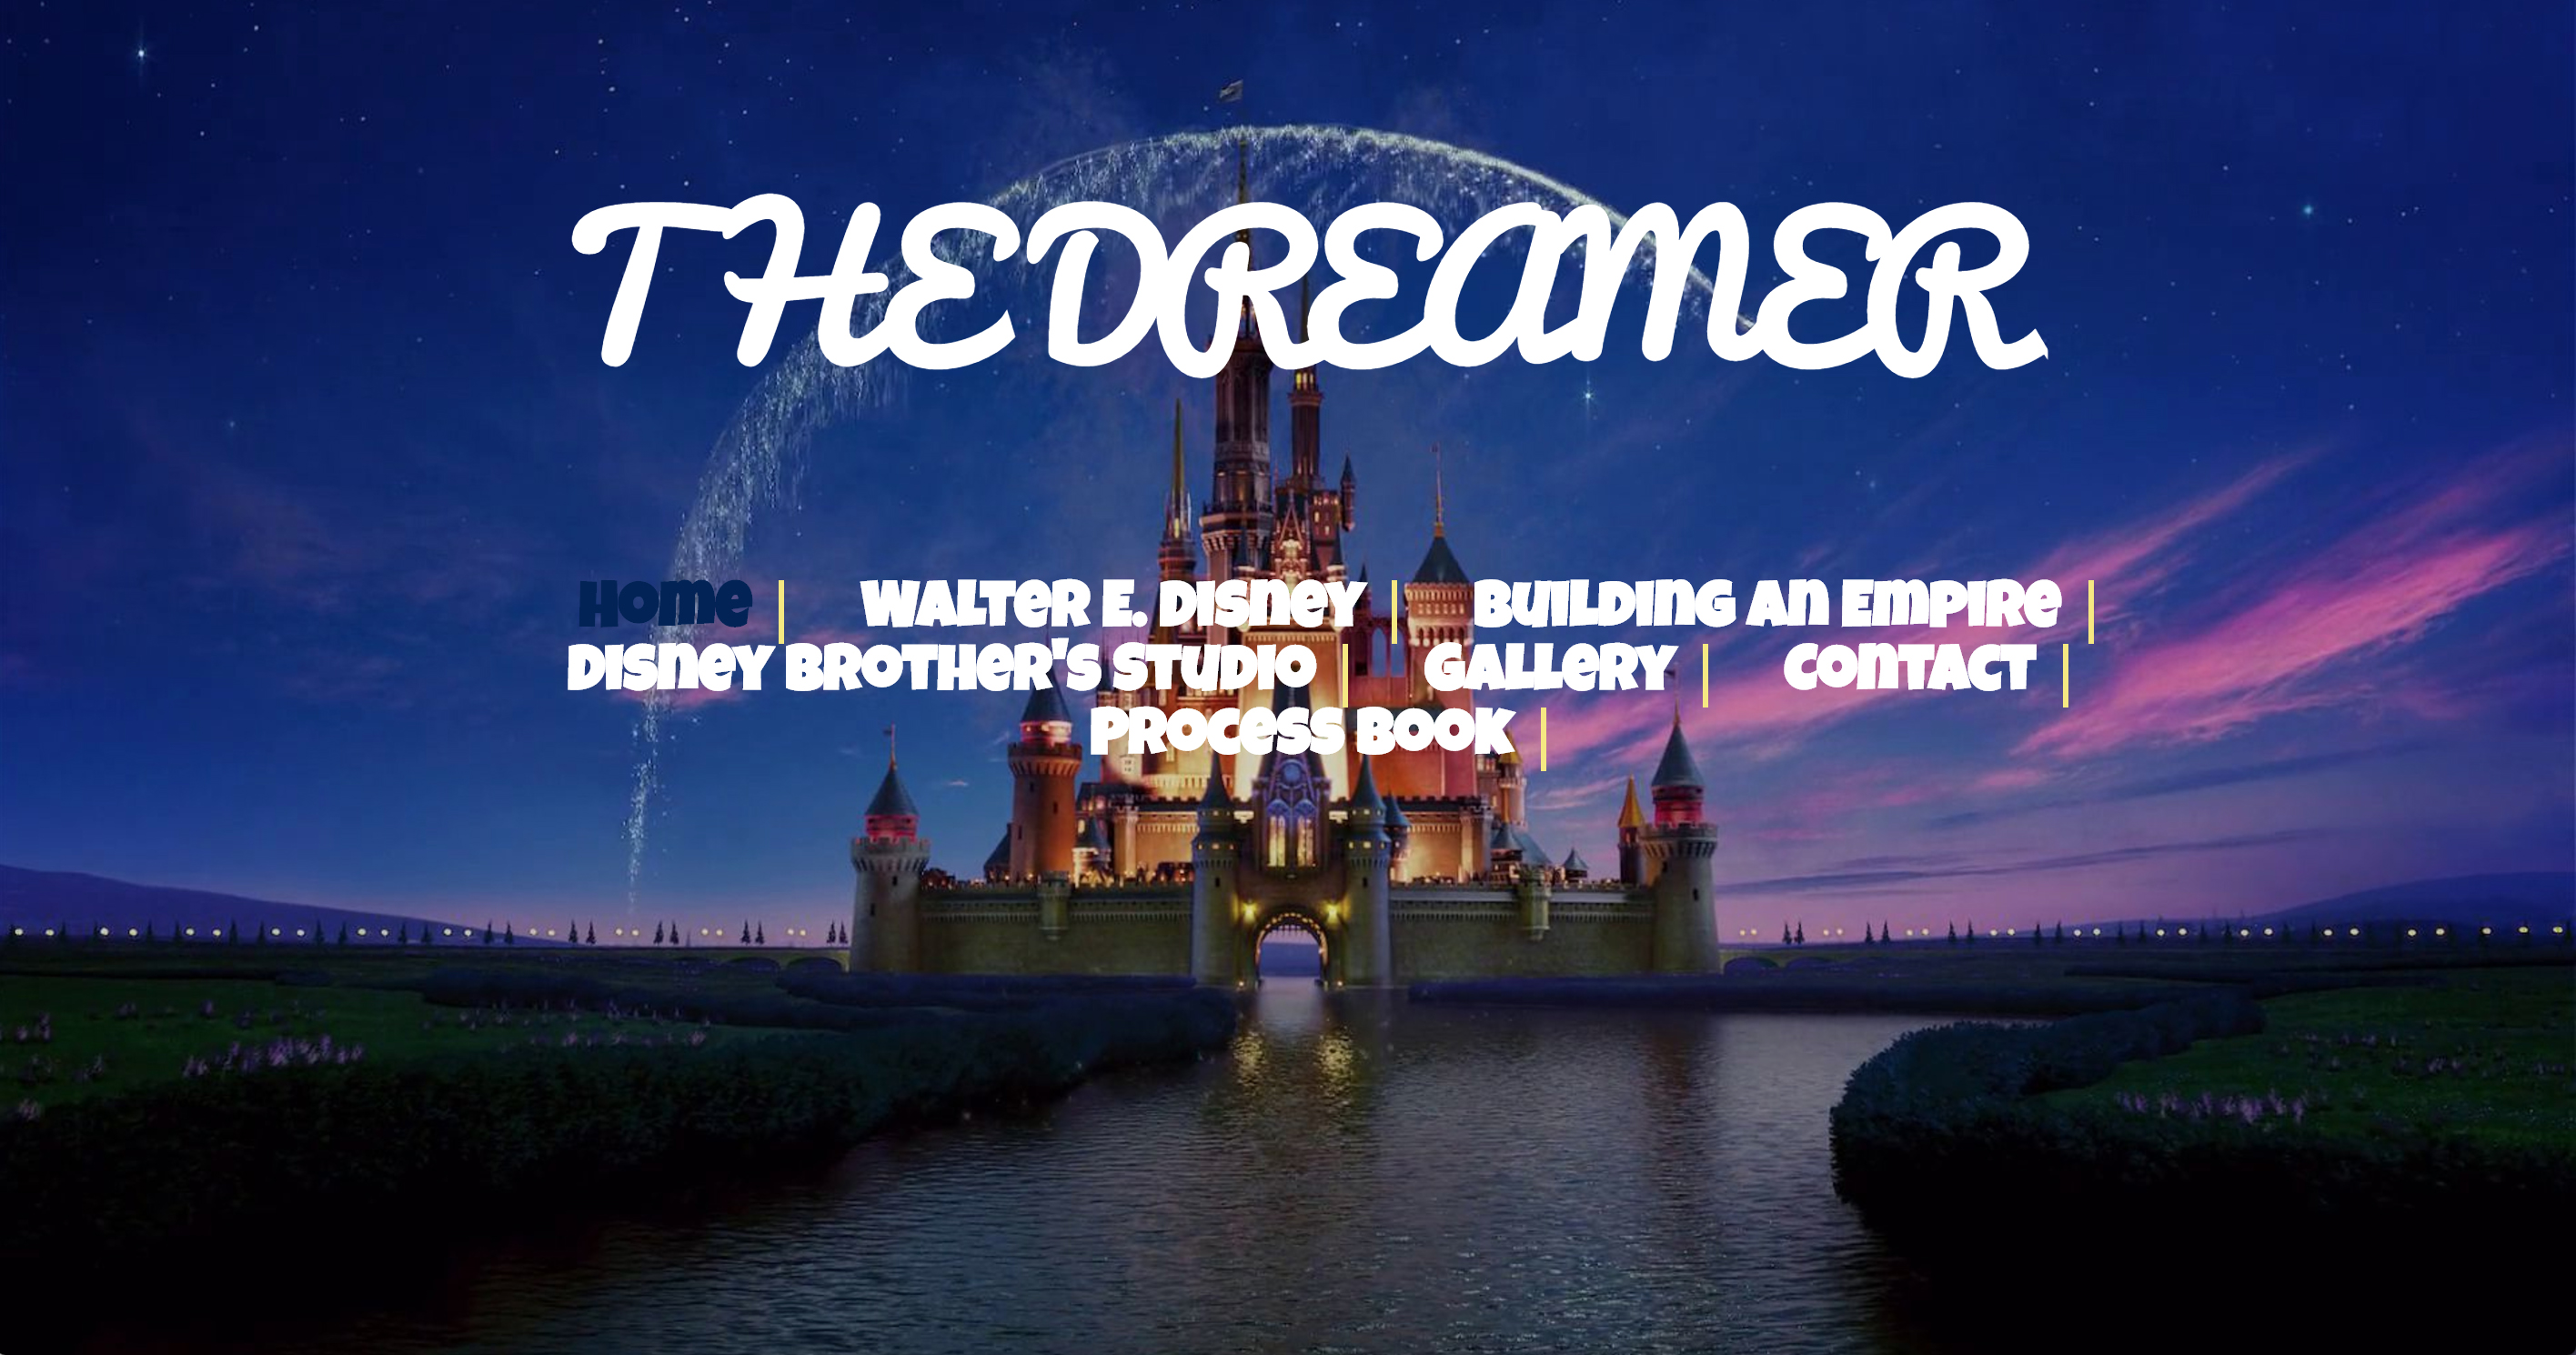 THE DREAMER
Home | Walter E. Disney | Building an Empire |
Disney Brother's Studio | Gallery | Contact |
Process Book |